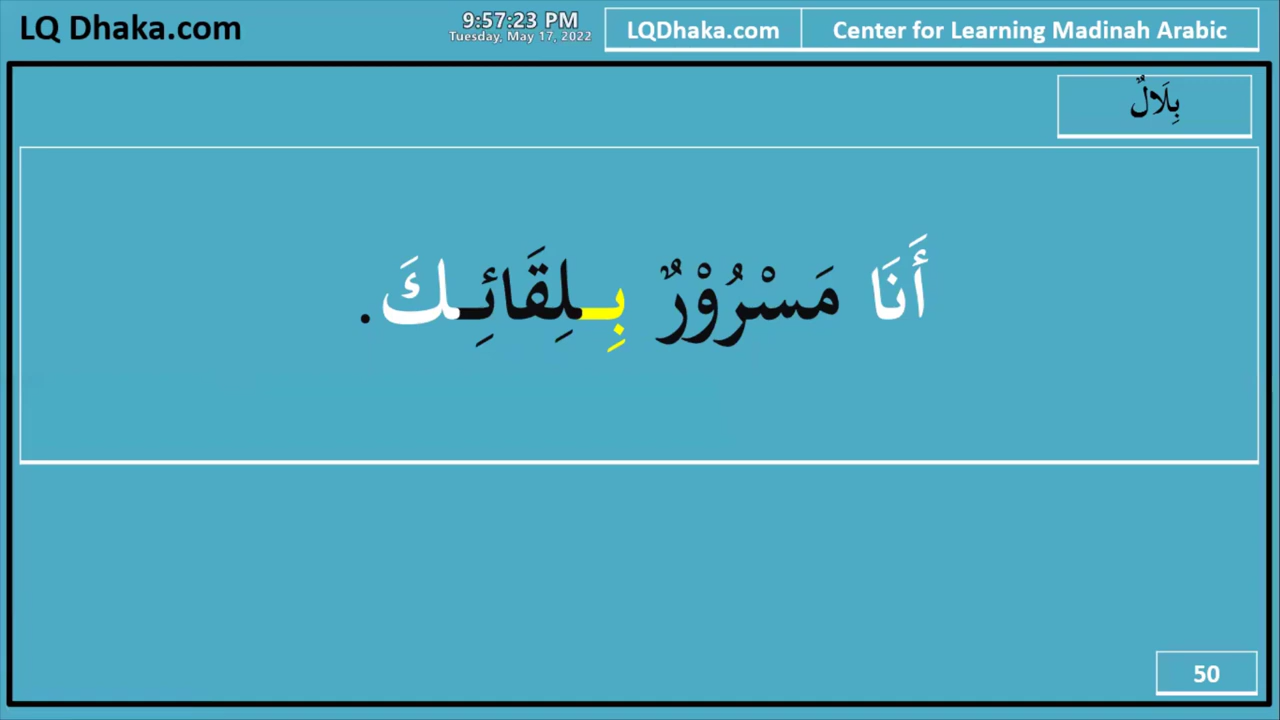 LQ Dhaka.com
9:57:23 PM
Tuesday, May 17, 2022
LQDhaka.com
Center for Learning Madinah Arabic
بِلَالٌ
أَنَا مَسْرُوْرٌ بِـلِقَائِـكَ.
50